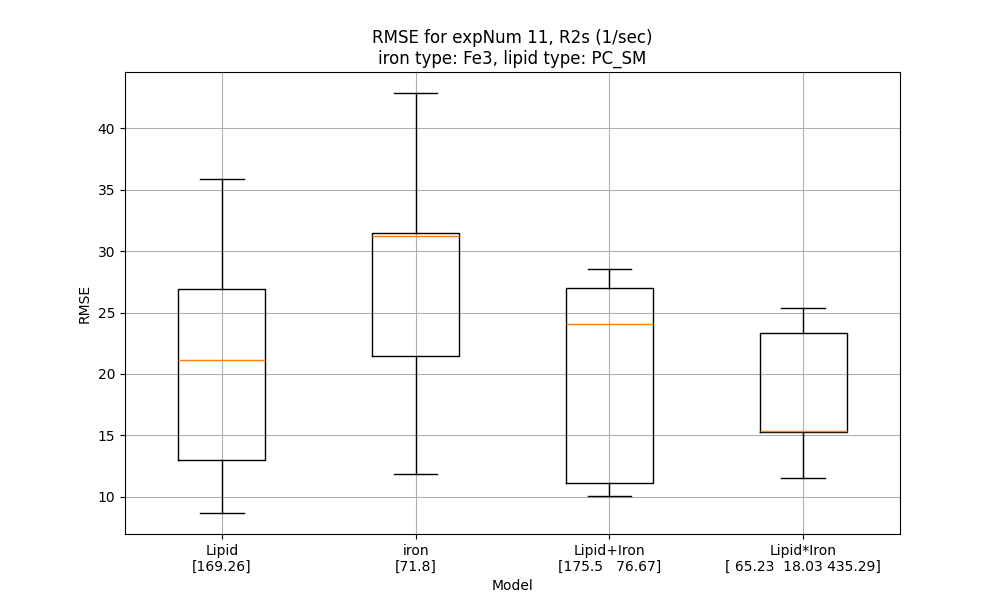 RMSE for expNum 11, R2s (1/sec)
iron type: Fe3, lipid type: PC_SM
RMSE
40
35
30
25
20
15
10
Lipid
[169.26]
iron
[71.8]
Lipid+Iron
[175.5   76.67]
Lipid*Iron
[ 65.23  18.03 435.29]
Model